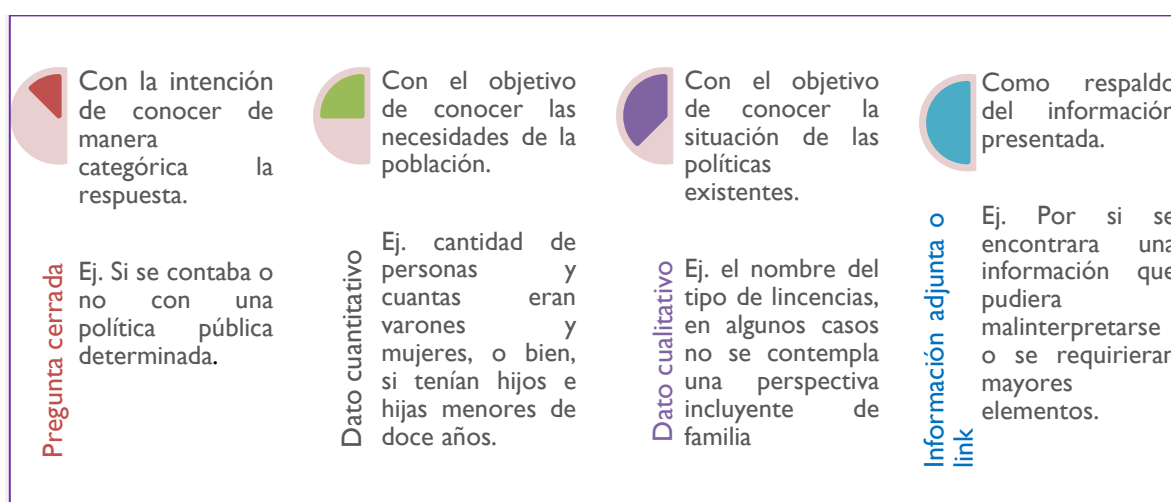 Pregunta cerrada
Con la intención
de conocer de
manera
categórica la
respuesta.
Ej. Si se contaba o
no con una
política pública
determinada.
Dato cuantitativo
Con el objetivo
de conocer las
necesidades de la
población.
Ej. cantidad de
personas y
cuantas eran
varones y
mujeres, o bien,
si tenían hijos e
hijas menores de
doce años.
Dato cualitativo
Con el objetivo
de conocer la
situación de las
políticas
existentes.
Ej. el nombre del
tipo de lincencias,
en algunos casos
no se contempla
una perspectiva
incluyente de
familia
Información adjunta o
link
Como respaldo
del información
presentada.
Ej. Por si se
encontrara una
información que
pudiera
malinterpretarse
o se requirieran
mayores
elementos.